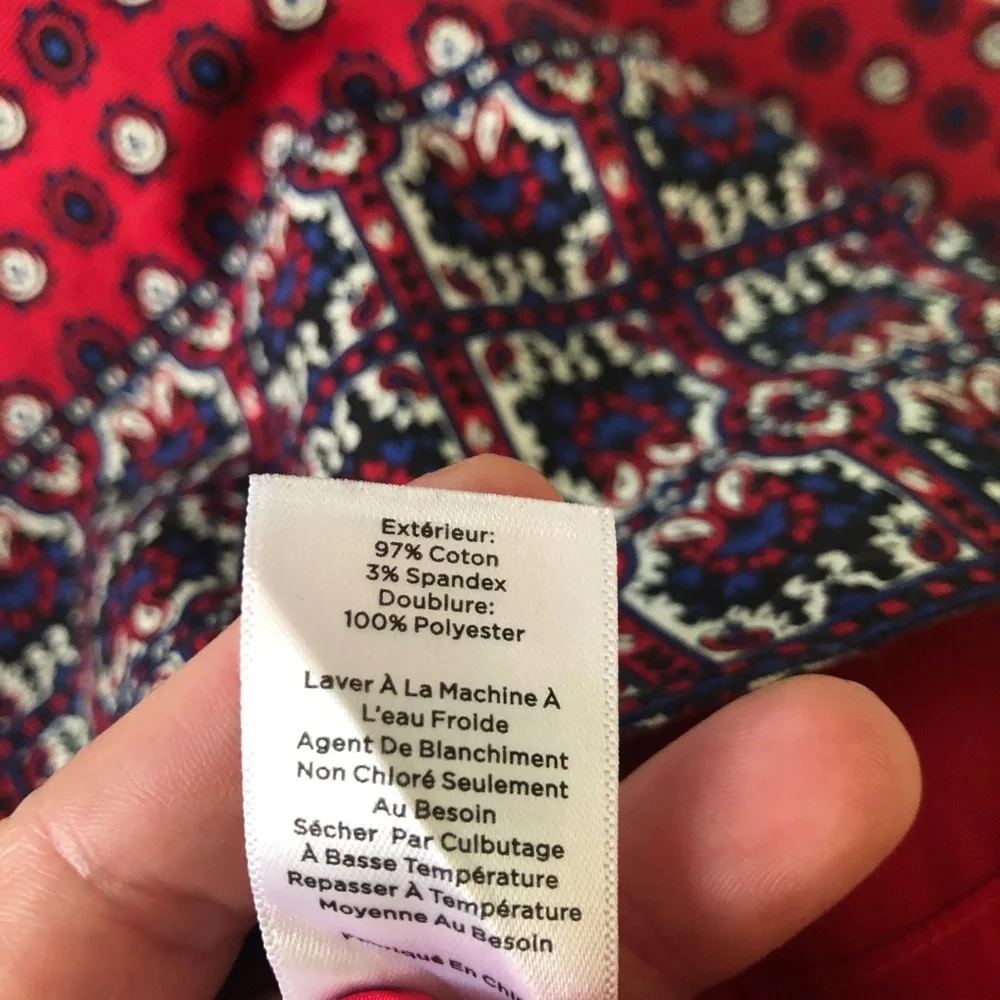 Extérieur:
97% Coton
3% Spandex
Doublure:
100% Polyester
Laver À La Machine À
L'eau Froide
Agent De Blanchiment
Non Chloré Seulement
Au Besoin
Sécher Par Culbutage
À Basse Température
Repasser À Température
Moyenne Au Besoin
En